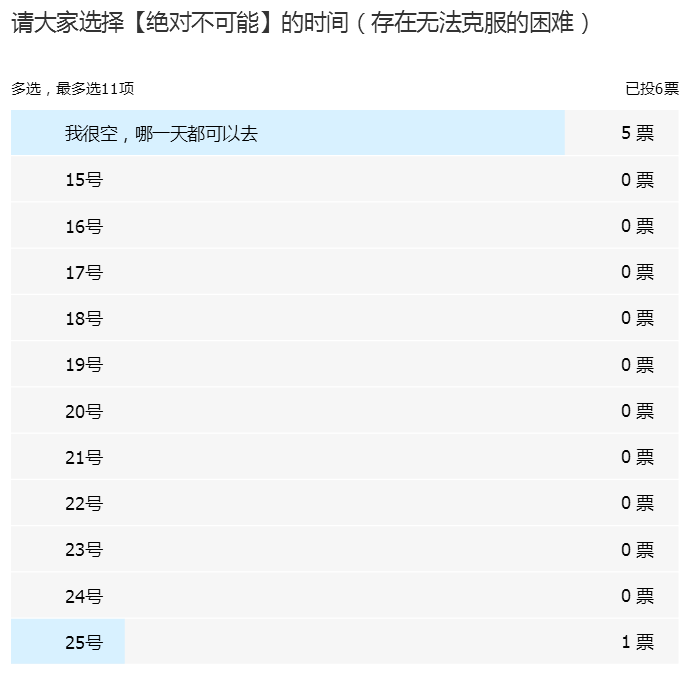 请大家选择【绝对不可能】的时间（存在无法克服的困难）
多选，最多选11项 已投6票
我很空，哪一天都可以去 5 票
15号 0 票
16号 0 票
17号 0 票
18号 0 票
19号 0 票
20号 0 票
21号 0 票
22号 0 票
23号 0 票
24号 0 票
25号 1 票